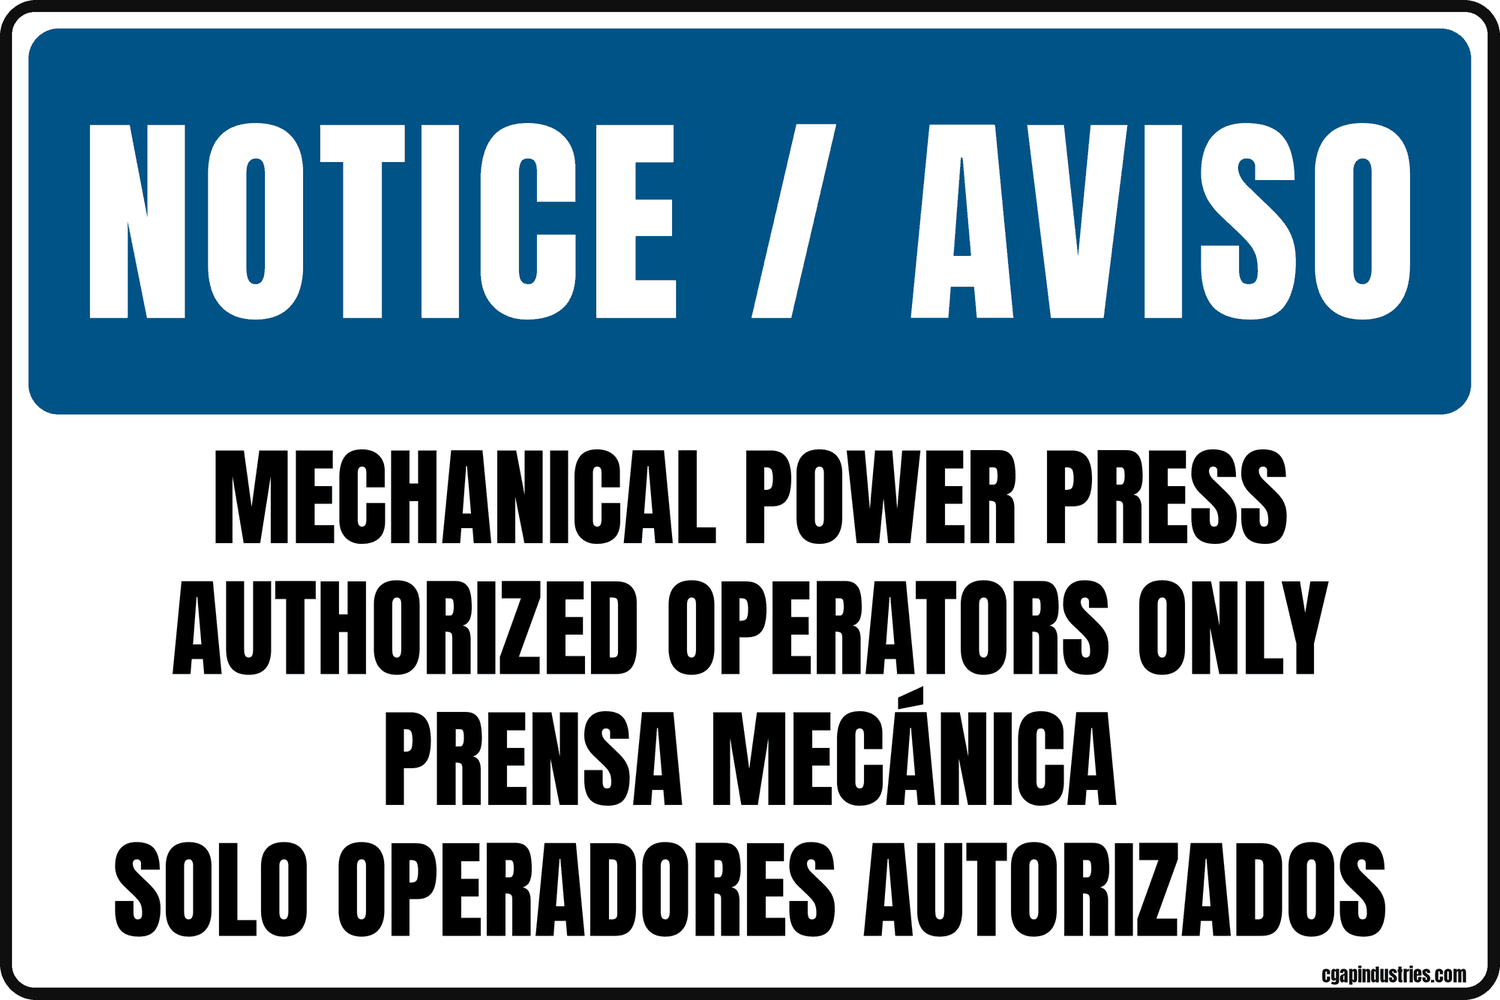 NOTICE / AVISO
MECHANICAL POWER PRESS
AUTHORIZED OPERATORS ONLY
PRENSA MECÁNICA
SOLO OPERADORES AUTORIZADOS
cgapindustries.com